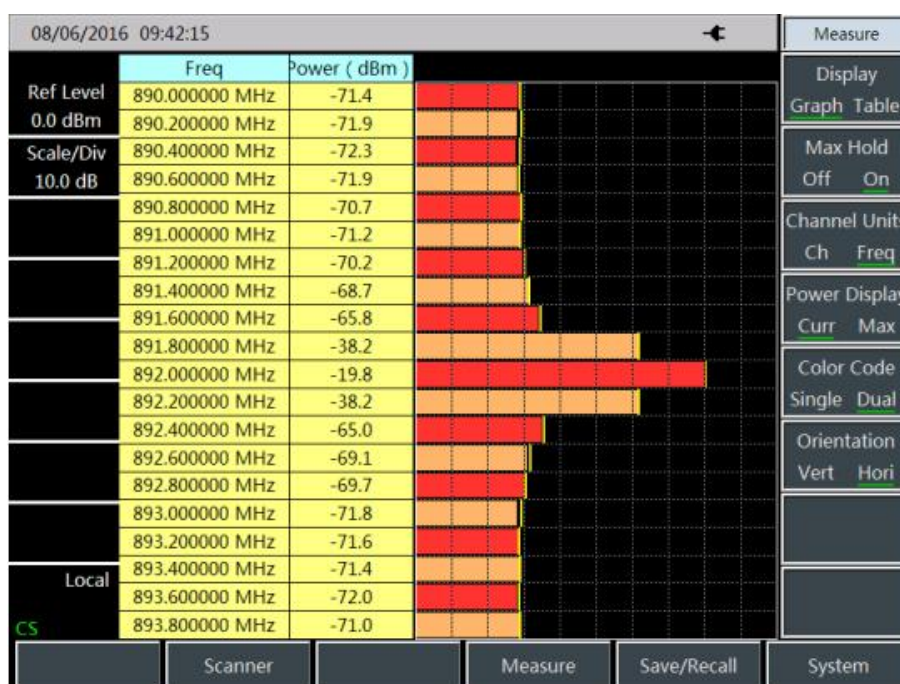 08/06/2016 09:42:15
Measure
Freq Power ( dBm )
Ref Level
0.0 dBm
Scale/Div
10.0 dB
890.000000 MHz -71.4
890.200000 MHz -71.9
890.400000 MHz -72.3
890.600000 MHz -71.9
890.800000 MHz -70.7
891.000000 MHz -71.2
891.200000 MHz -70.2
891.400000 MHz -68.7
891.600000 MHz -65.8
891.800000 MHz -38.2
892.000000 MHz -19.8
892.200000 MHz -38.2
892.400000 MHz -65.0
892.600000 MHz -69.1
892.800000 MHz -69.7
893.000000 MHz -71.8
893.200000 MHz -71.6
893.400000 MHz -71.4
893.600000 MHz -72.0
893.800000 MHz -71.0
Local
CS
Display
Graph Table
Max Hold
Off On
Channel Unit
Ch Freq
Power Display
Curr Max
Color Code
Single Dual
Orientation
Vert Hori
Scanner Measure Save/Recall System